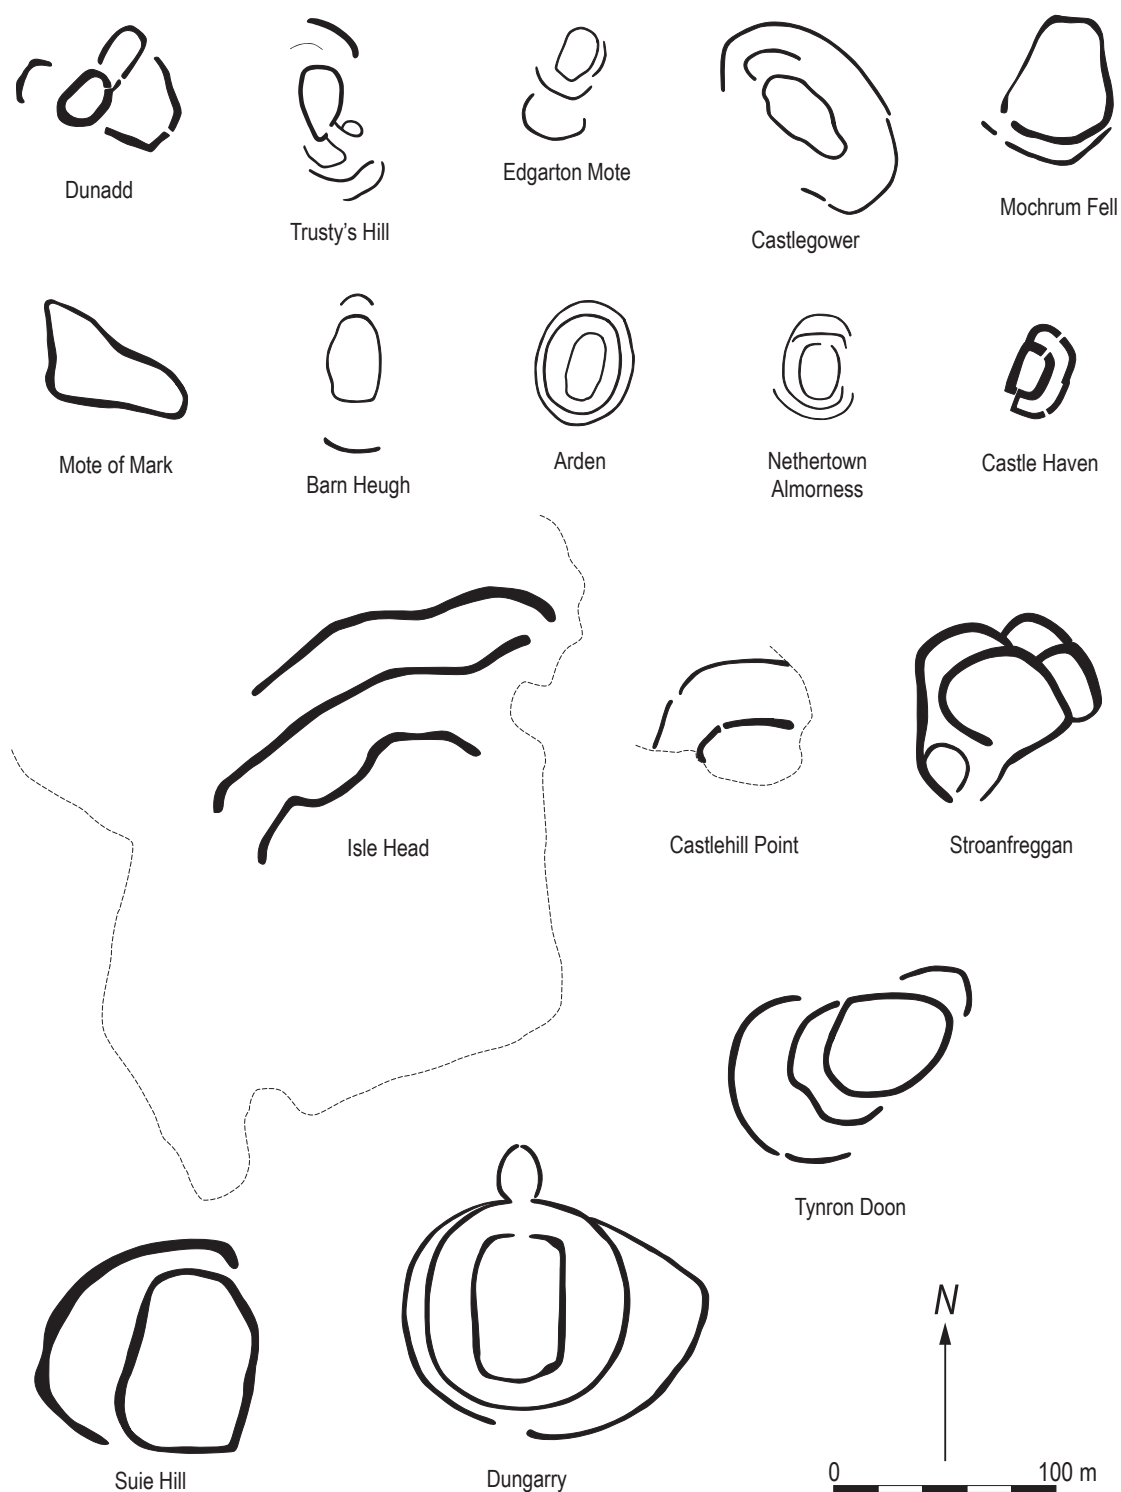 Dunadd
Trusty's Hill
Edgarton Mote
Castlegower
Mochrum Fell
Mote of Mark
Barn Heugh
Arden
Nethertown
Almorness
Castle Haven
Isle Head
Castlehill Point
Stroanfreggan
Tynron Doon
Suie Hill
Dungarry
N
0 100 m